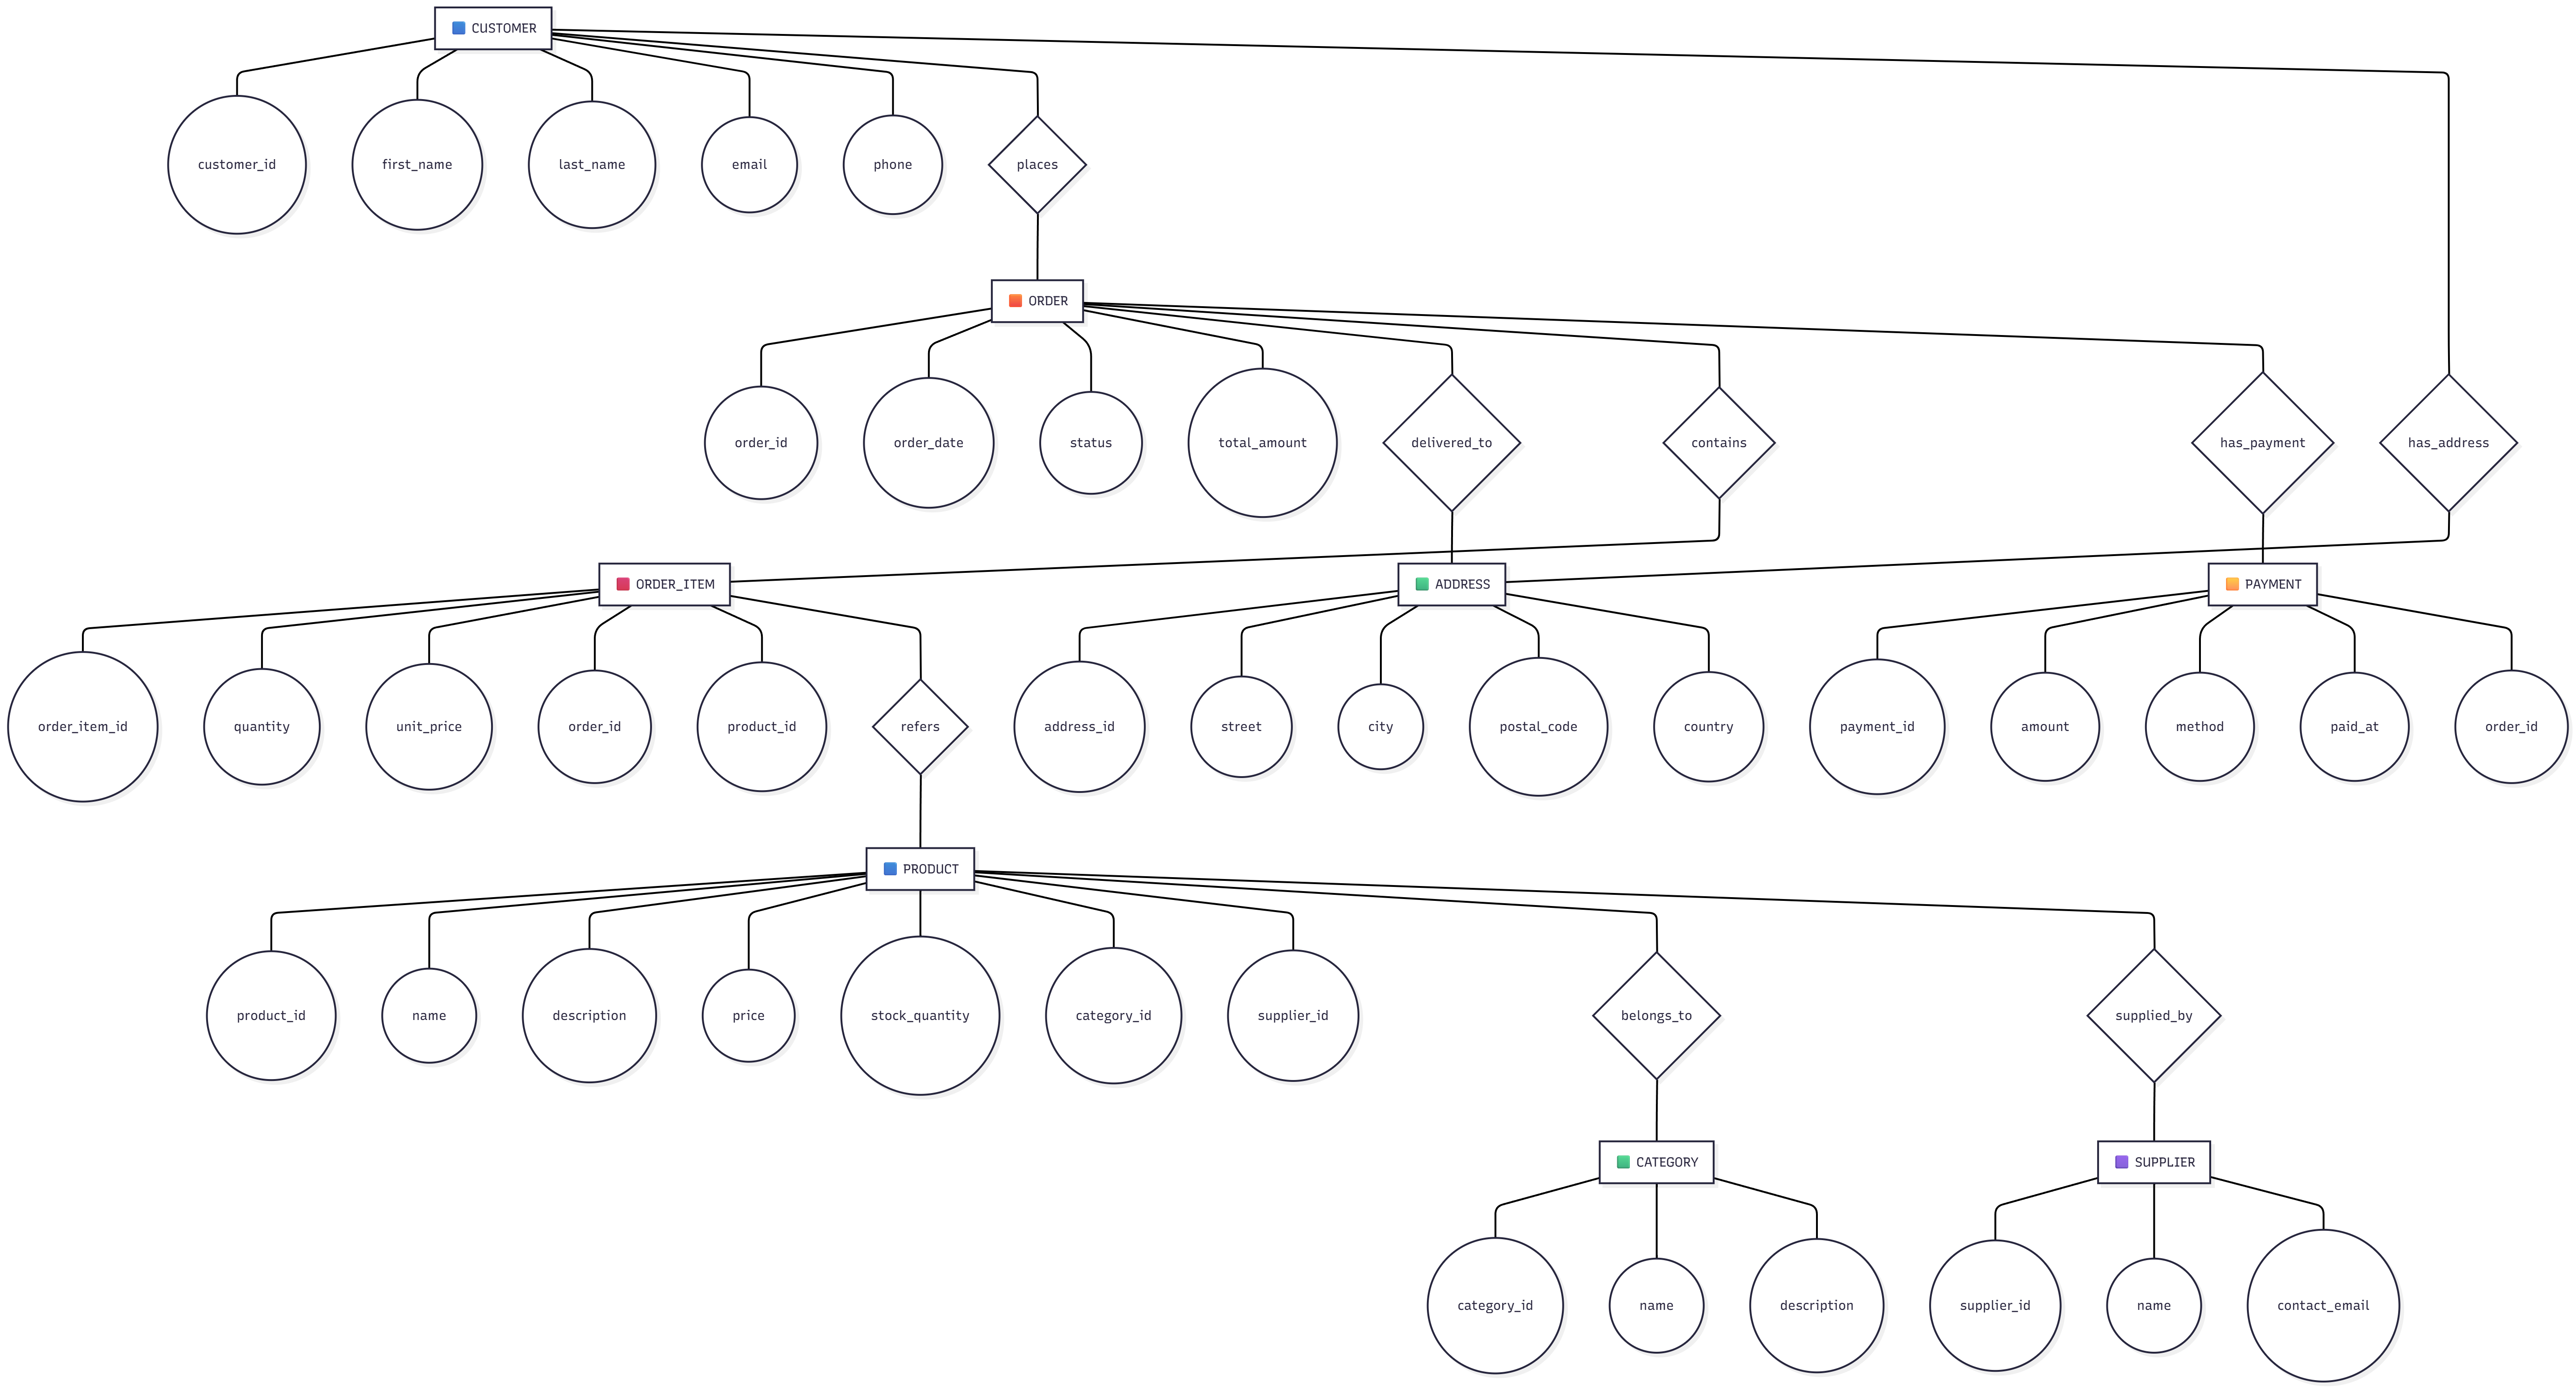 CUSTOMER
customer_id
first_name
last_name
email
phone
places
ORDER
order_id
order_date
status
total_amount
delivered_to
contains
has_payment
has_address
ORDER_ITEM
ADDRESS
PAYMENT
order_item_id
quantity
unit_price
order_id
product_id
refers
address_id
street
city
postal_code
country
payment_id
amount
method
paid_at
order_id
PRODUCT
product_id
name
description
price
stock_quantity
category_id
supplier_id
belongs_to
supplied_by
CATEGORY
SUPPLIER
category_id
name
description
supplier_id
name
contact_email